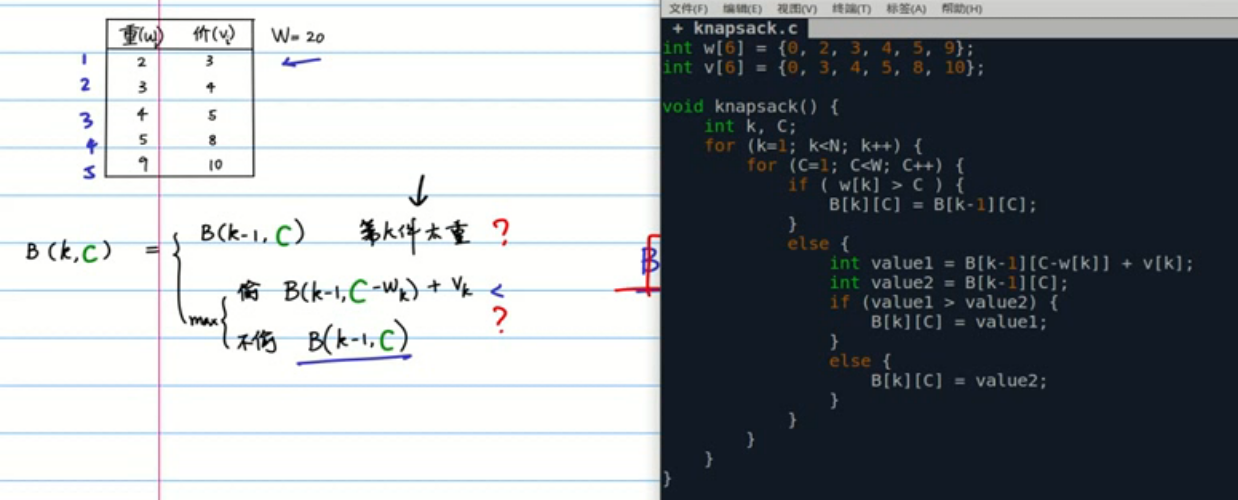 重(wᵢ) 价(vᵢ) W=20
1 2 3
2 3 4
3 4 5
4 5 8
5 9 10
B(k,C) =
B(k-1,C) 第k件太重 ?
max
偷 B(k-1,C-wₖ)+vₖ <
?
不偷 B(k-1,C)
B
文件(F) 编辑(E) 视图(V) 终端(T) 标签(A) 帮助(H)
+ knapsack.c
int w[6] = {0, 2, 3, 4, 5, 9};
int v[6] = {0, 3, 4, 5, 8, 10};
void knapsack() {
int k, C;
for (k=1; k<N; k++) {
for (C=1; C<W; C++) {
if ( w[k] > C ) {
B[k][C] = B[k-1][C];
}
else {
int value1 = B[k-1][C-w[k]] + v[k];
int value2 = B[k-1][C];
if (value1 > value2) {
B[k][C] = value1;
}
else {
B[k][C] = value2;
}
}
}
}
}